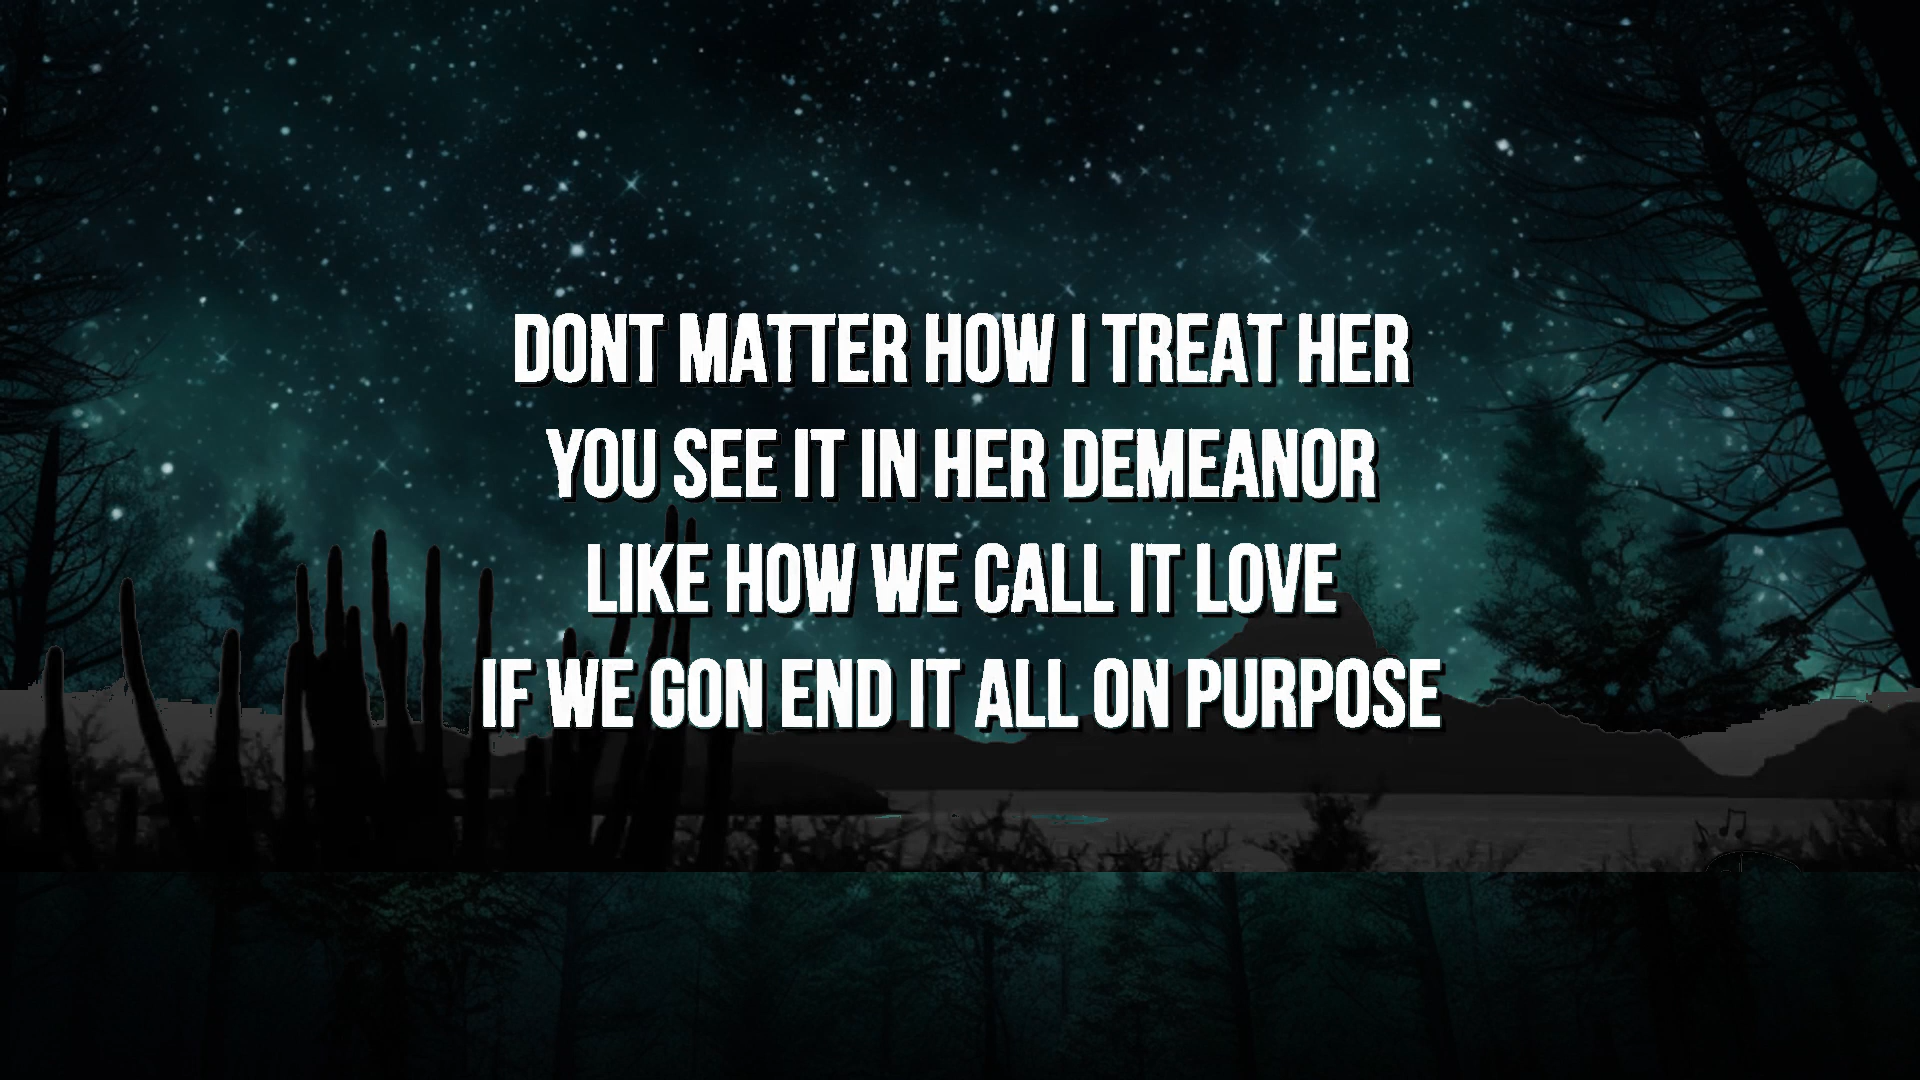 DONT MATTER HOW I TREAT HER
YOU SEE IT IN HER DEMEANOR
LIKE HOW WE CALL IT LOVE
IF WE GON END IT ALL ON PURPOSE